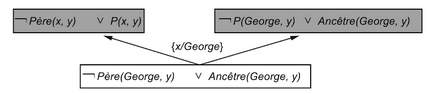 ¬ Père(x, y) ∨ P(x, y)
¬ P(George, y) ∨ Ancêtre(George, y)
{x/George}
¬ Père(George, y) ∨ Ancêtre(George, y)